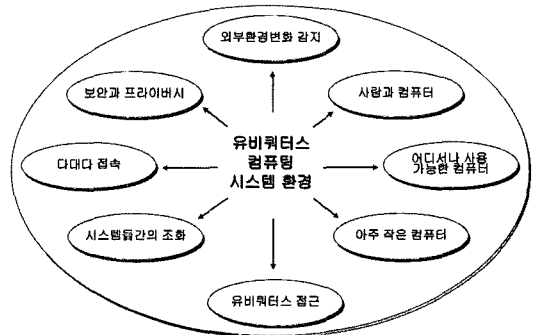 외부환경변화 감지
보안과 프라이버시
사람과 컴퓨터
유비쿼터스
컴퓨팅
시스템 환경
다대다 접속
어디서나 사용
가능한 컴퓨터
시스템들간의 조화
아주 작은 컴퓨터
유비쿼터스 접근